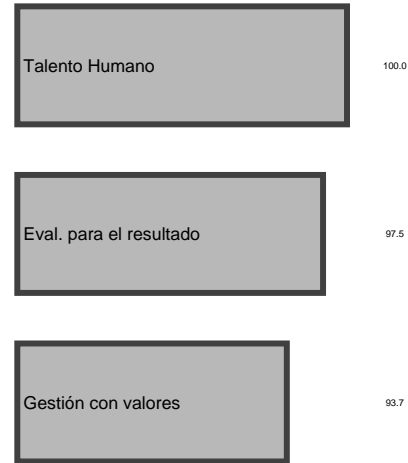 Talento Humano 100.0
Eval. para el resultado 97.5
Gestión con valores 93.7